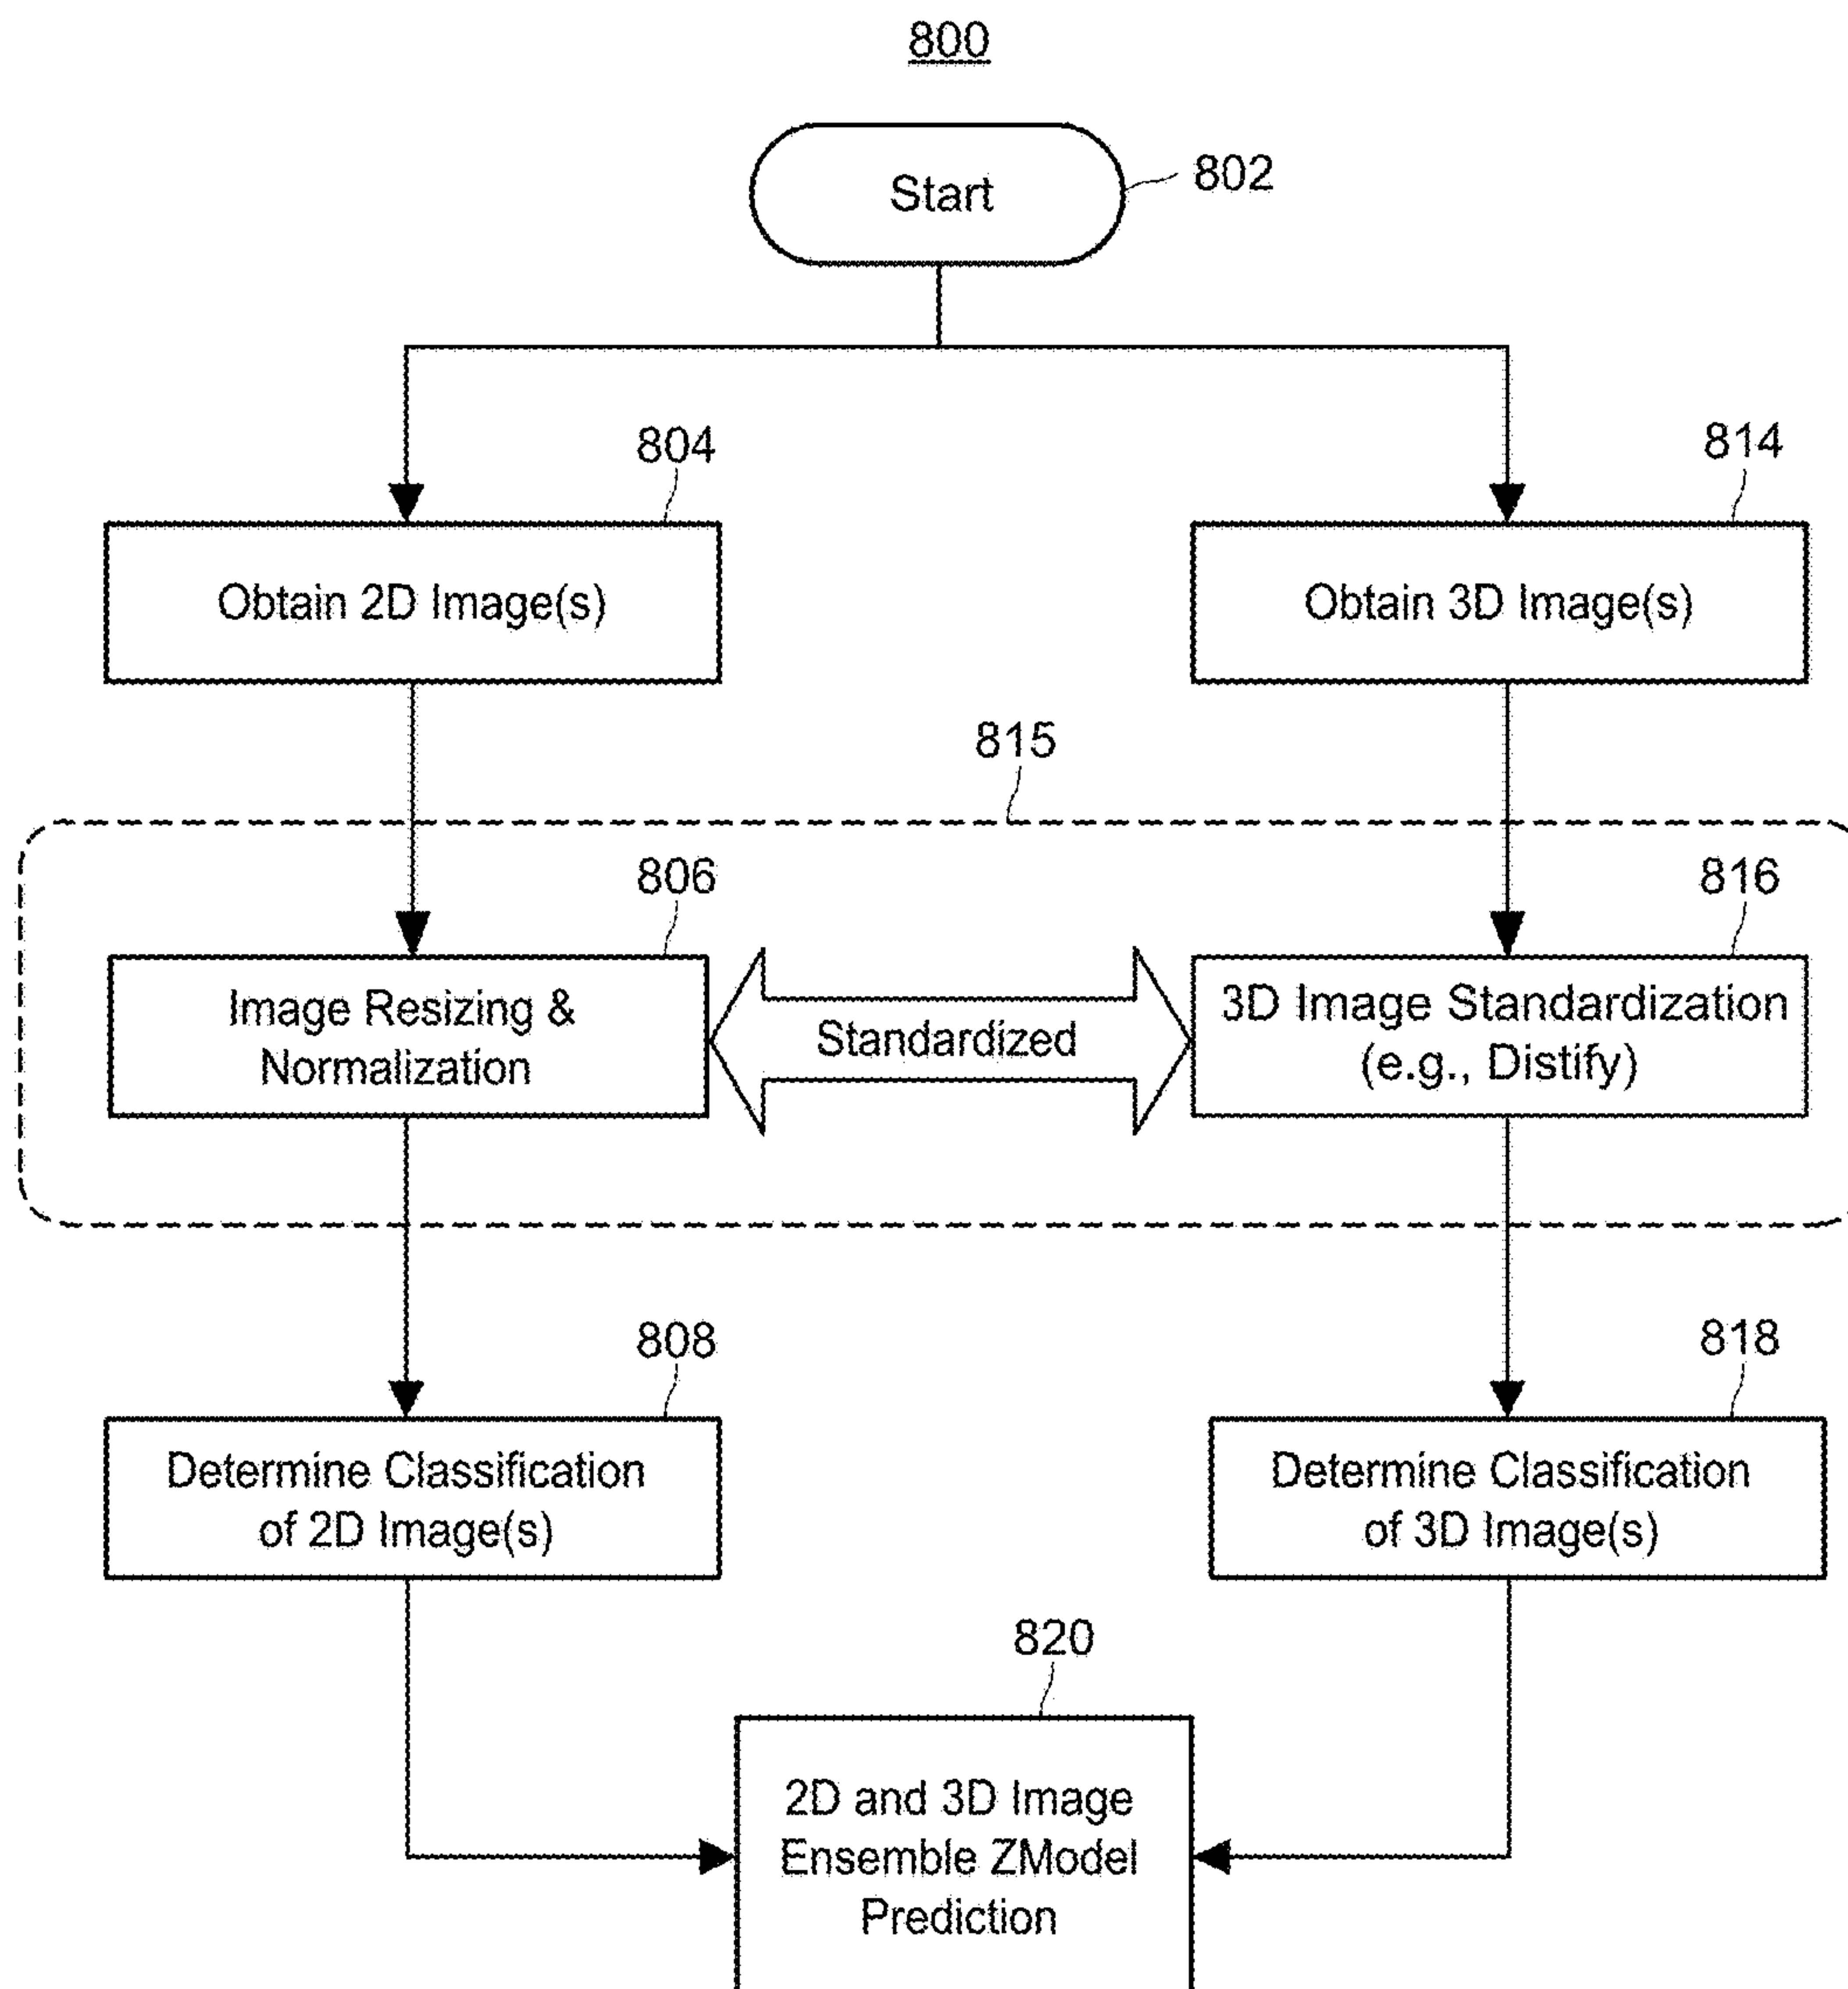 800
Start
802
804
814
Obtain 2D Image(s)
Obtain 3D Image(s)
815
806
816
Image Resizing &
Normalization
Standardized
3D Image Standardization
(e.g., Distify)
808
818
Determine Classification
of 2D Image(s)
Determine Classification
of 3D Image(s)
820
2D and 3D Image
Ensemble ZModel
Prediction